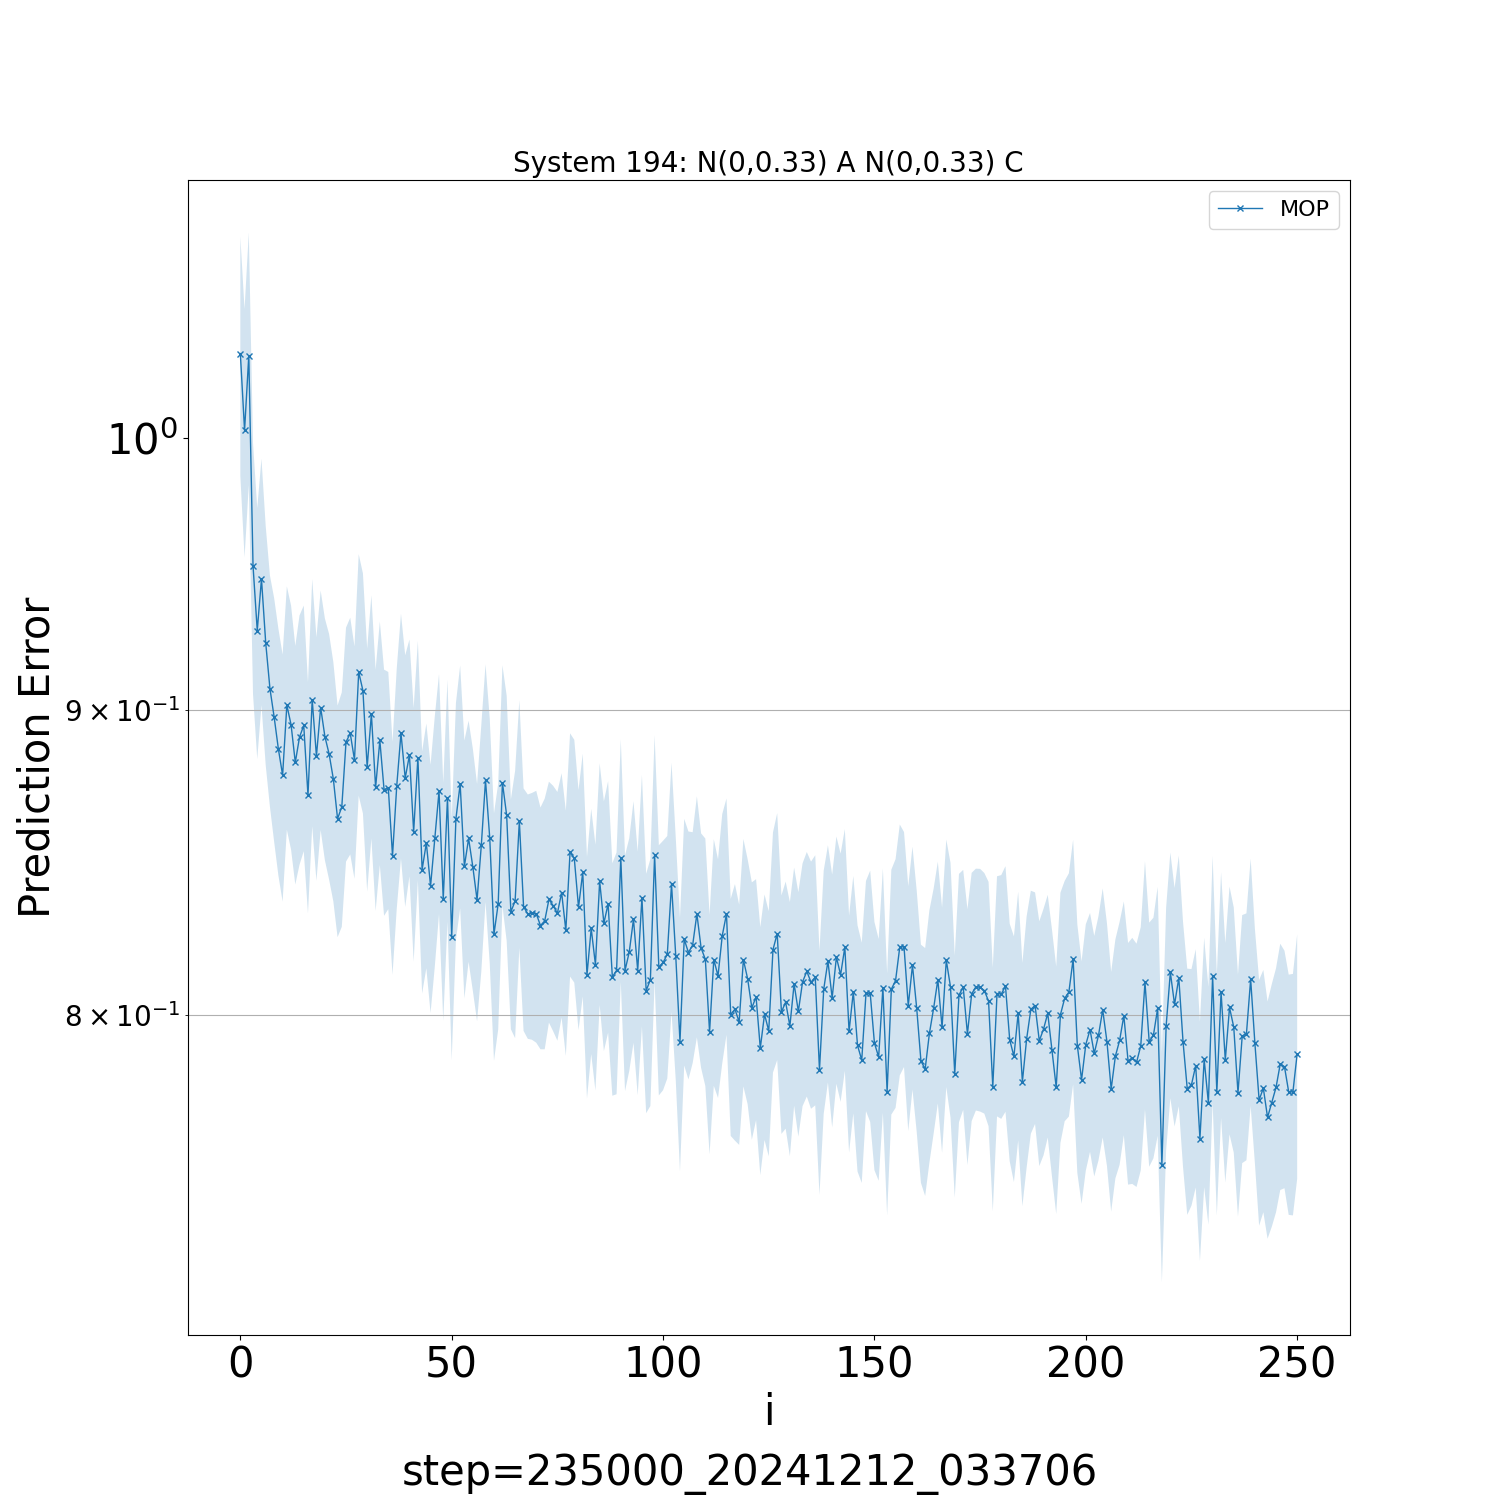 System 194: N(0,0.33) A N(0,0.33) C
MOP
Prediction Error
10⁰
9 × 10⁻¹
8 × 10⁻¹
0 50 100 150 200 250
i
step=235000_20241212_033706